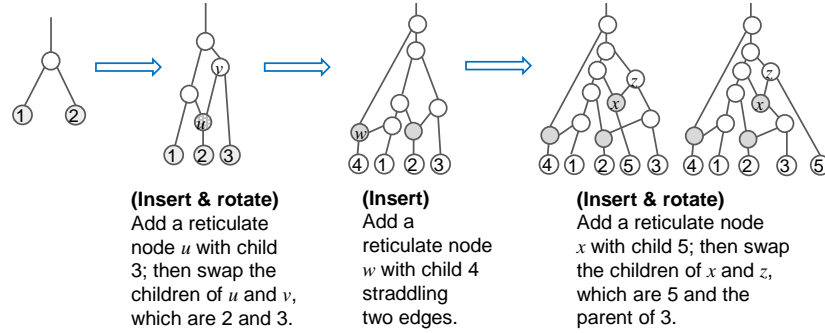 v
z
z
u
x
x
w
1 2
1 2 3
4 1 2 3
4 1 2 5 3
4 1 2 3 5
(Insert & rotate)
Add a reticulate
node u with child
3; then swap the
children of u and v,
which are 2 and 3.
(Insert)
Add a
reticulate node
w with child 4
straddling
two edges.
(Insert & rotate)
Add a reticulate node
x with child 5; then swap
the children of x and z,
which are 5 and the
parent of 3.